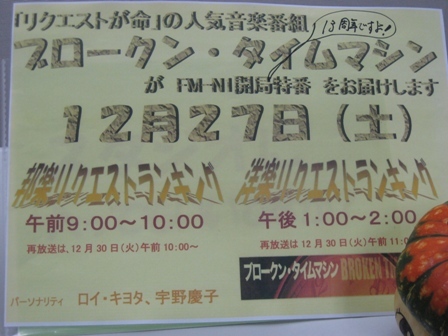 「リクエストが命」の人気音楽番組
13周年ですよ!
ブロークン・タイムマシン
が FM-NI開局特番 をお届けします
12月27日(土)
邦楽リクエストランキング
午前9:00〜10:00
再放送は、12月30日(火)午前10:00〜
洋楽リクエストランキング
午後1:00〜2:00
再放送は、12月30日(火)午前11:0
ブロークン・タイムマシン BROKEN
パーソナリティ ロイ・キヨタ、宇野慶子